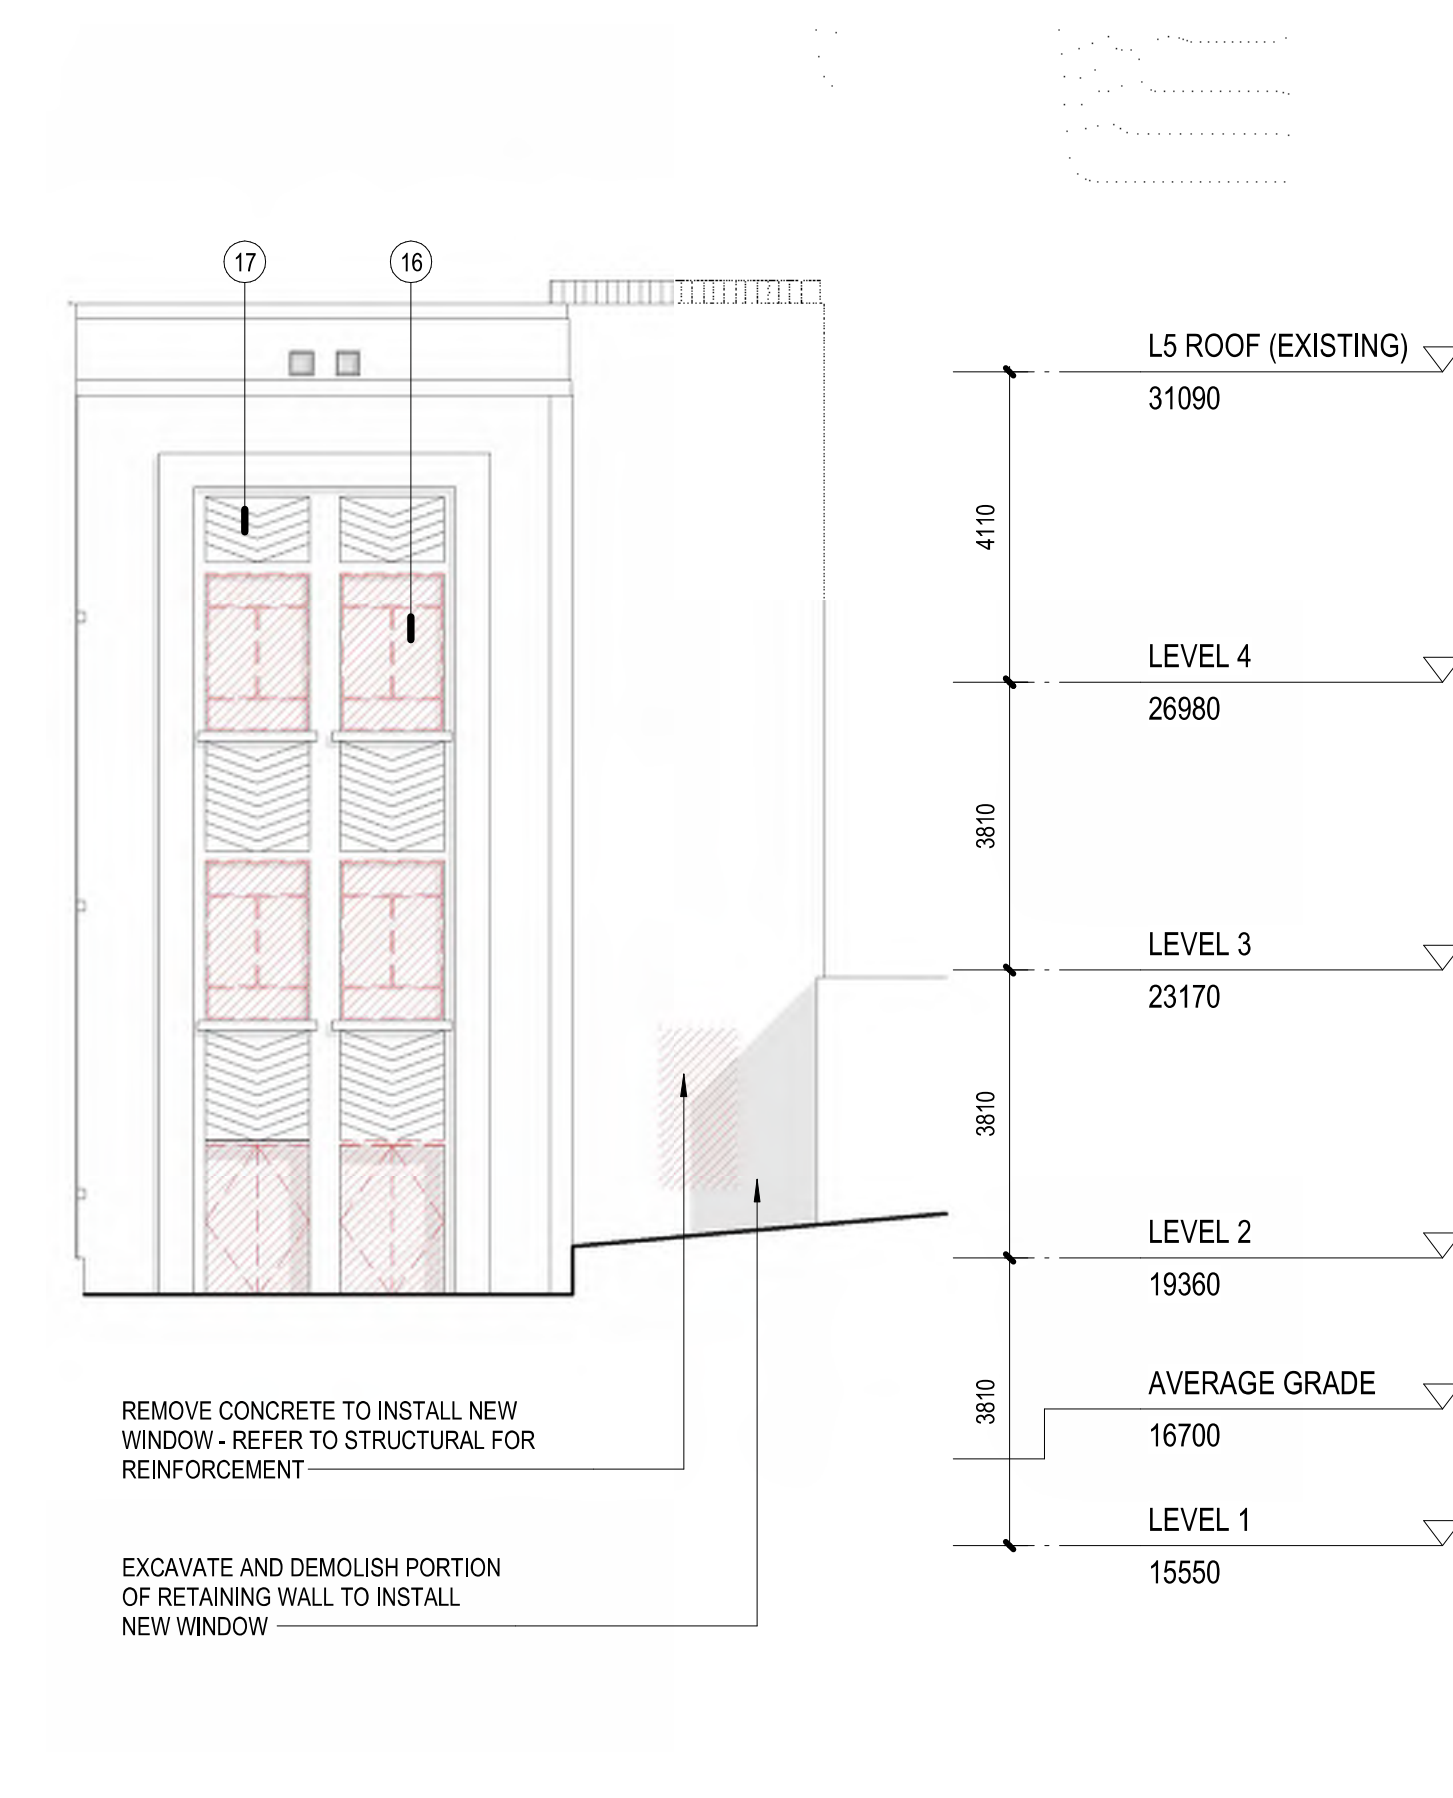 17
16
L5 ROOF (EXISTING)
31090
4110
LEVEL 4
26980
3810
LEVEL 3
23170
3810
LEVEL 2
19360
3810
AVERAGE GRADE
16700
LEVEL 1
15550
REMOVE CONCRETE TO INSTALL NEW
WINDOW - REFER TO STRUCTURAL FOR
REINFORCEMENT
EXCAVATE AND DEMOLISH PORTION
OF RETAINING WALL TO INSTALL
NEW WINDOW